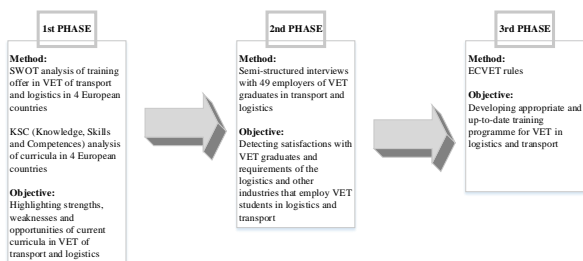 1st PHASE
Method:
SWOT analysis of training
offer in VET of transport
and logistics in 4 European
countries
KSC (Knowledge, Skills
and Competences) analysis
of curricula in 4 European
countries
Objective:
Highlighting strengths,
weaknesses and
opportunities of current
curricula in VET of
transport and logistics
2nd PHASE
Method:
Semi-structured interviews
with 49 employers of VET
graduates in transport and
logistics
Objective:
Detecting satisfactions with
VET graduates and
requirements of the
logistics and other
industries that employ VET
students in logistics and
transport
3rd PHASE
Method:
ECVET rules
Objective:
Developing appropriate and
up-to-date training
programme for VET in
logistics and transport